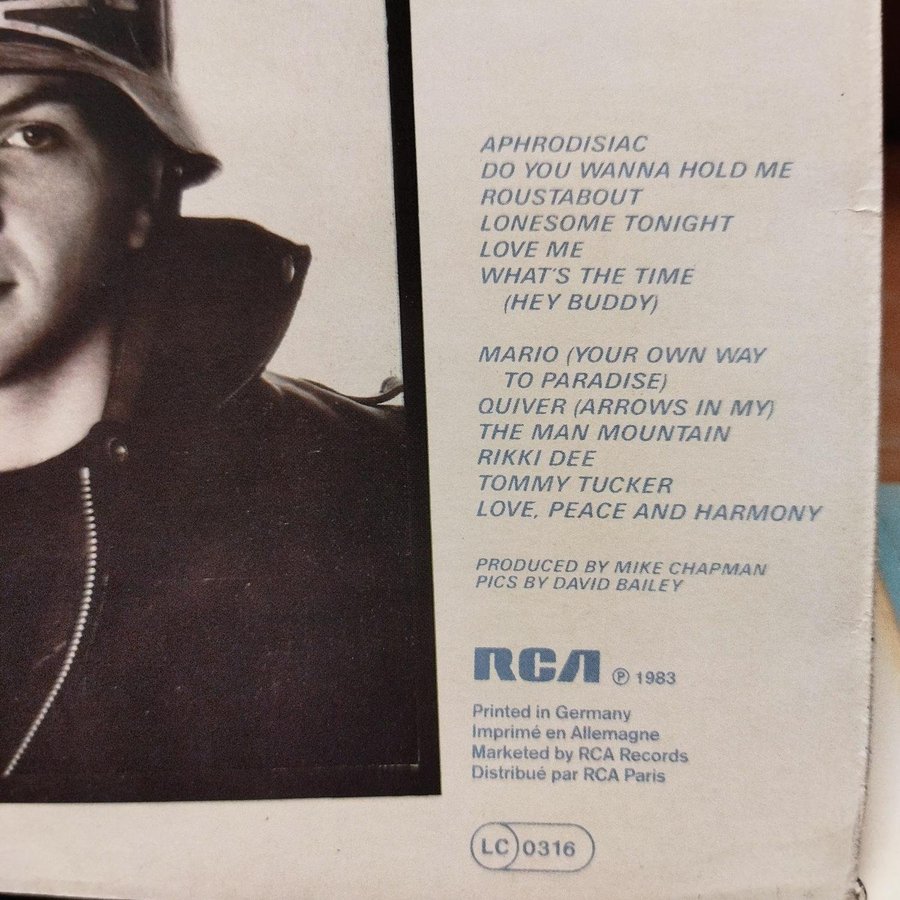 APHRODISIAC
DO YOU WANNA HOLD ME
ROUSTABOUT
LONESOME TONIGHT
LOVE ME
WHAT'S THE TIME
(HEY BUDDY)
MARIO (YOUR OWN WAY
TO PARADISE)
QUIVER (ARROWS IN MY)
THE MAN MOUNTAIN
RIKKI DEE
TOMMY TUCKER
LOVE, PEACE AND HARMONY
PRODUCED BY MIKE CHAPMAN
PICS BY DAVID BAILEY
RCA ℗ 1983
Printed in Germany
Imprimé en Allemagne
Marketed by RCA Records
Distribué par RCA Paris
LC 0316